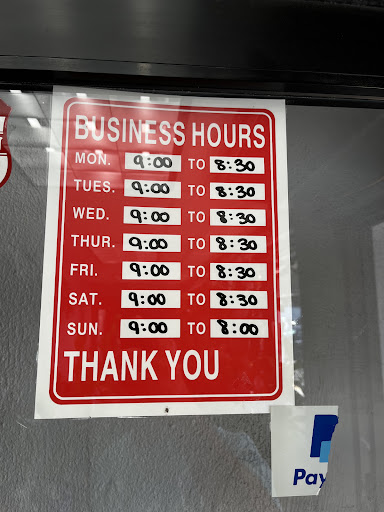 BUSINESS HOURS
MON. 9:00 TO 8:30
TUES. 9:00 TO 8:30
WED. 9:00 TO 8:30
THUR. 9:00 TO 8:30
FRI. 9:00 TO 8:30
SAT. 9:00 TO 8:30
SUN. 9:00 TO 8:00
THANK YOU
Pay